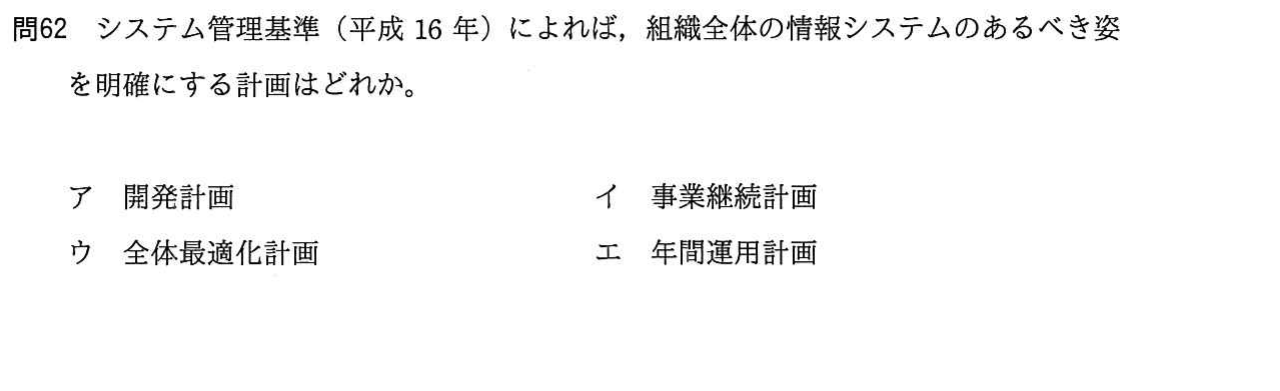 問62　システム管理基準（平成 16 年）によれば，組織全体の情報システムのあるべき姿
を明確にする計画はどれか。
ア　開発計画　　　　　　　　　　　　　イ　事業継続計画
ウ　全体最適化計画　　　　　　　　　　エ　年間運用計画